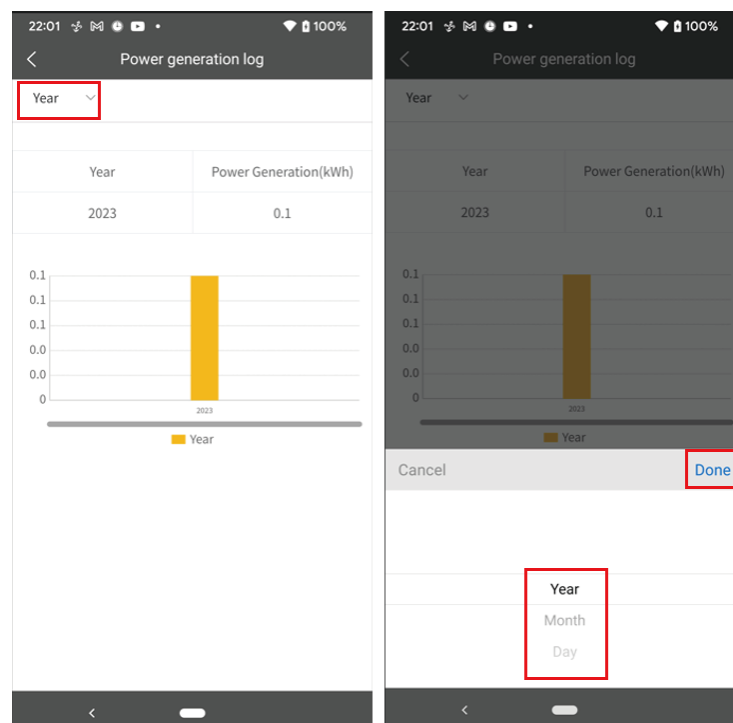 22:01
100%
Power generation log
Year
Year Power Generation(kWh)
2023 0.1
0.1
0.1
0.1
0.0
0.0
0
2023
Year
22:01
100%
Power generation log
Year
Year Power Generation(kWh)
2023 0.1
0.1
0.1
0.1
0.0
0.0
0
2023
Year
Cancel Done
Year
Month
Day